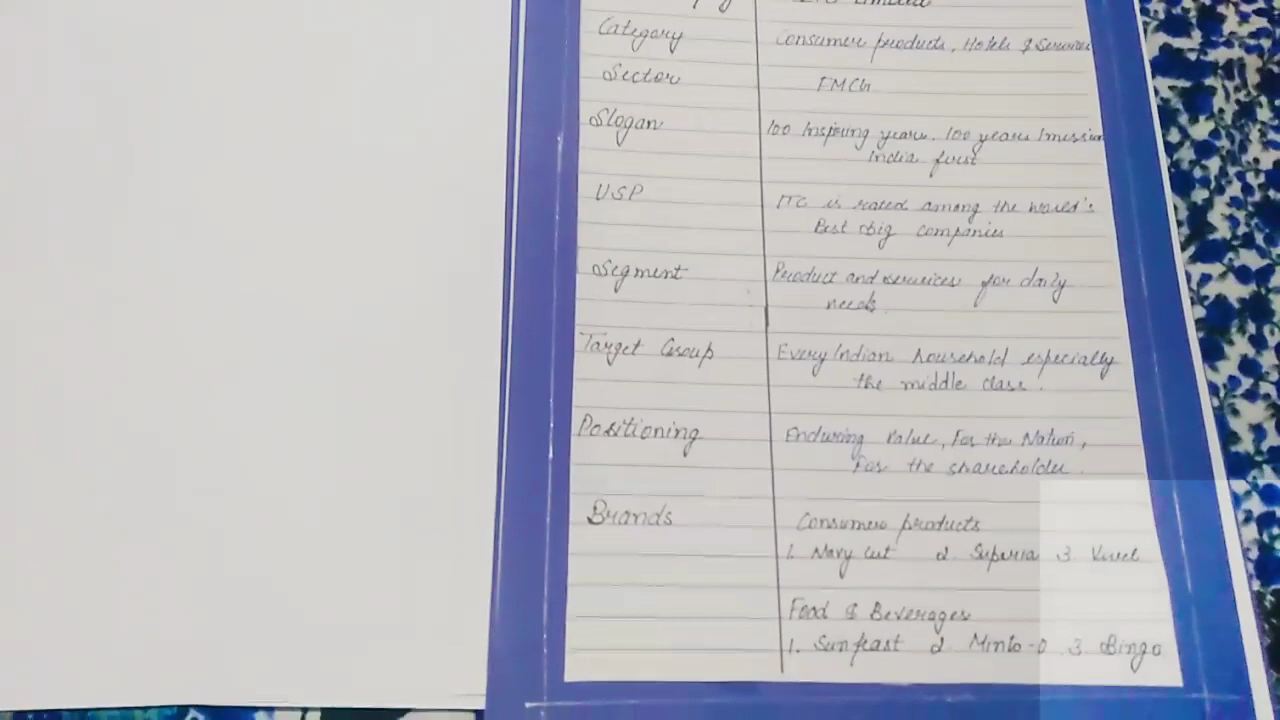 Limited
Category Consumer products, Hotels & Services
Sector FMCG
Slogan 100 Inspiring years. 100 years 1mission
India first
USP ITC is rated among the World's
Best big companies
Segment Product and services for daily
needs.
Target Group Every Indian household especially
the middle class.
Positioning Enduring Value, For the Nation,
For the shareholder.
Brands Consumer products
1. Navy Cut 2. Superia 3. Vivel
Food & Beverages
1. Sunfeast 2 Minto-o 3. Bingo